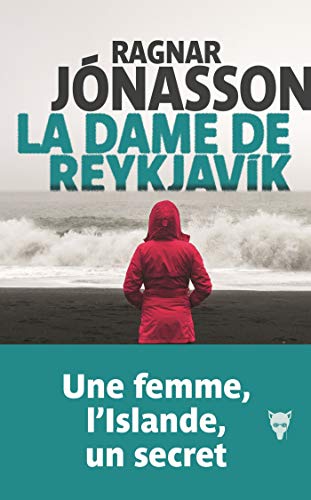 RAGNAR
JÓNASSON
LA DAME DE
REYKJAVÍK
Une femme,
l'Islande,
un secret